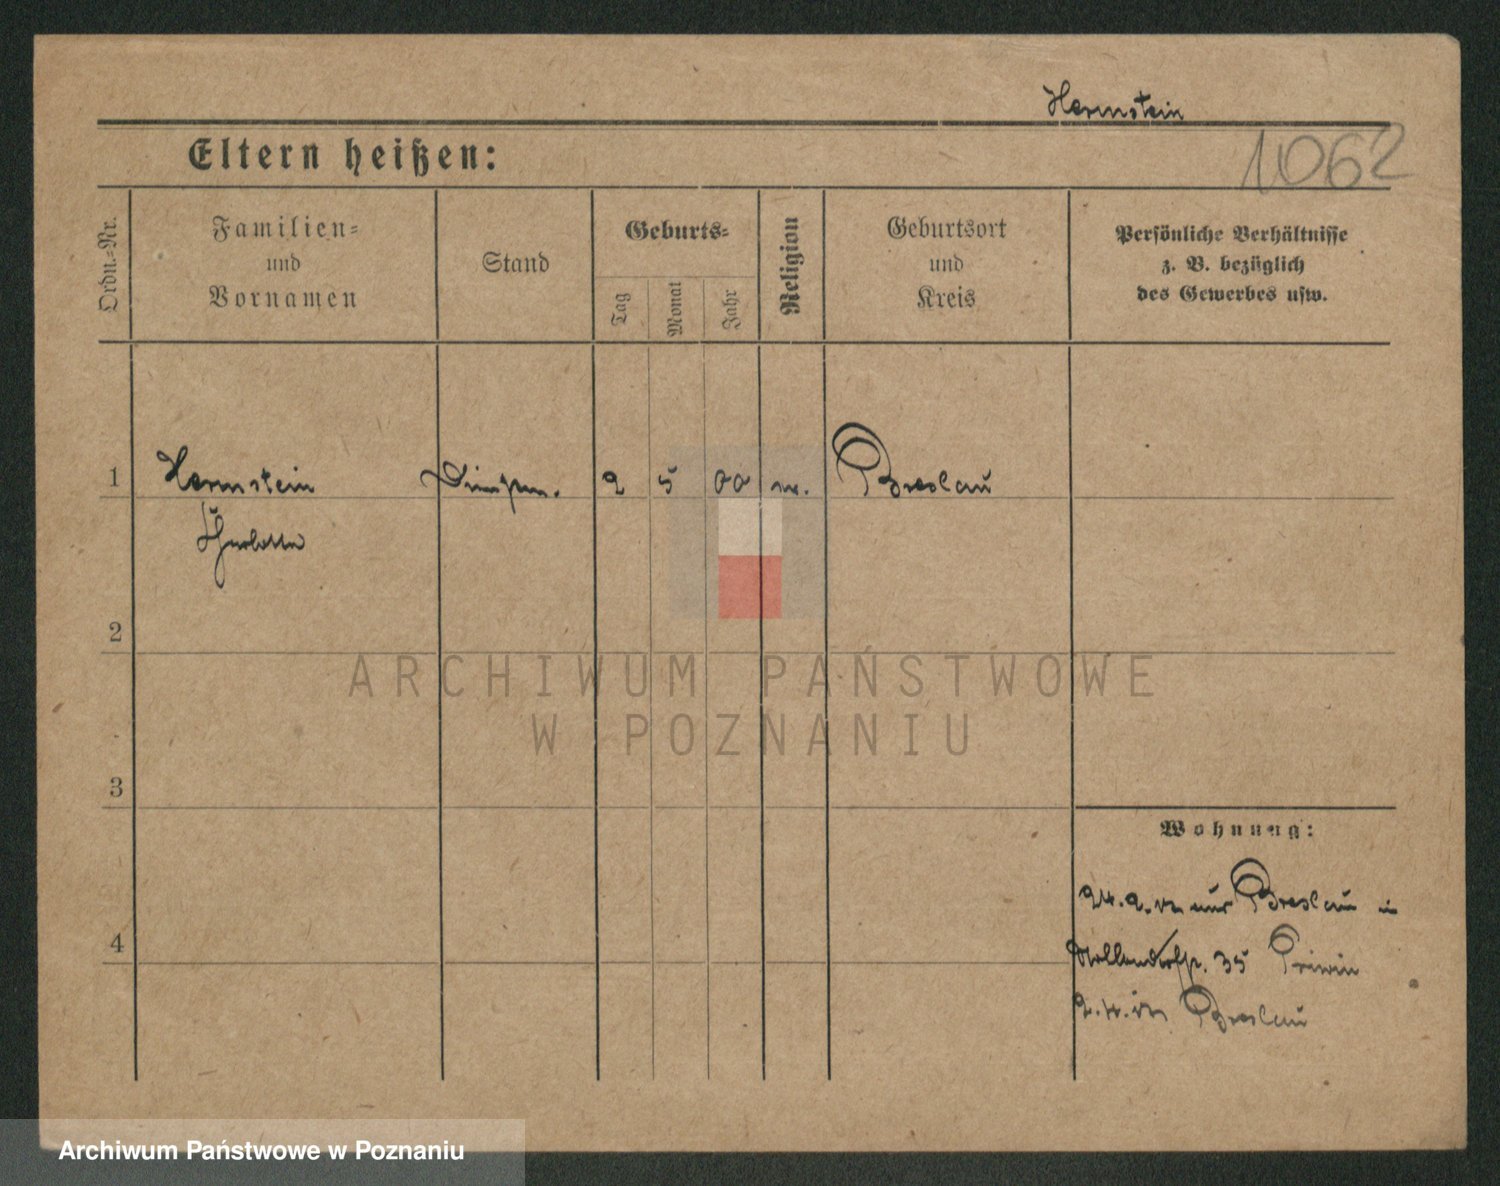 Hermstein
1062
Eltern heißen:
Ordn.-Nr.
Familien-
und
Vornamen
Stand
Geburts-
Tag
Monat
Jahr
Religion
Geburtsort
und
Kreis
Persönliche Verhältnisse
z. B. bezüglich
des Gewerbes usw.
1 Hermstein 2 5 00 Breslau
2
3
4
Wohnung:
Breslau in
35
Breslau
ARCHIWUM PAŃSTWOWE
W POZNANIU
Archiwum Państwowe w Poznaniu